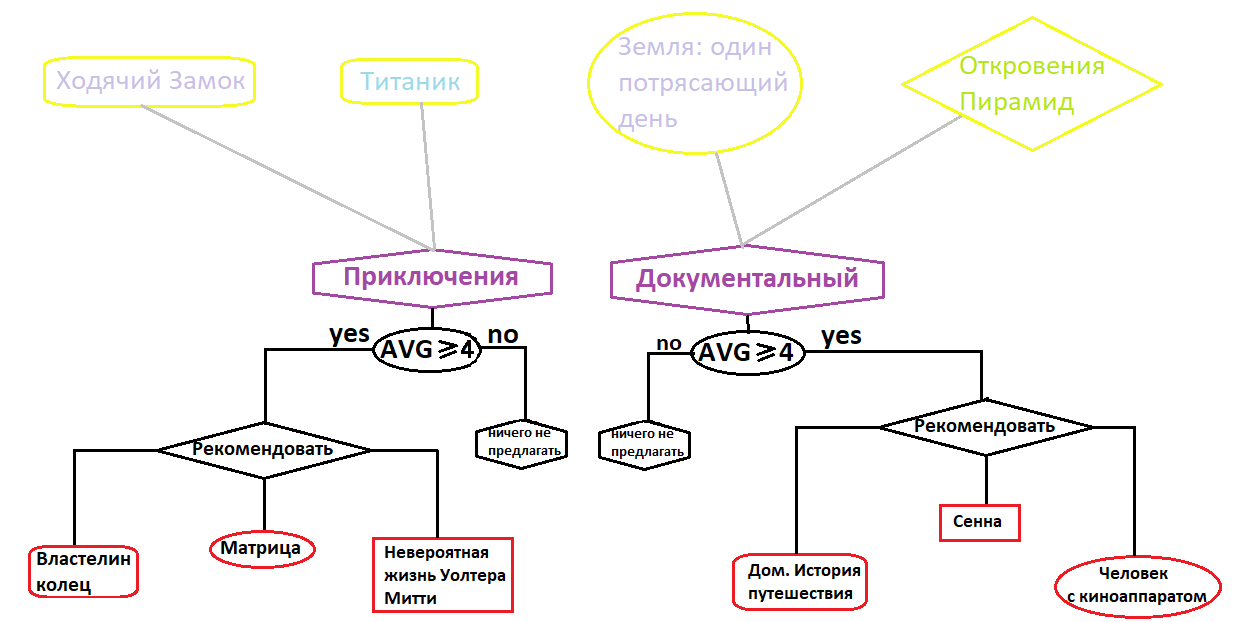 Ходячий Замок
Титаник
Земля: один
потрясающий
день
Откровения
Пирамид
Приключения
Документальный
yes
AVG ⩾4
no
no
AVG ⩾4
yes
Рекомендовать
ничего не
предлагать
ничего не
предлагать
Рекомендовать
Властелин
колец
Матрица
Невероятная
жизнь Уолтера
Митти
Дом. История
путешествия
Сенна
Человек
с киноаппаратом